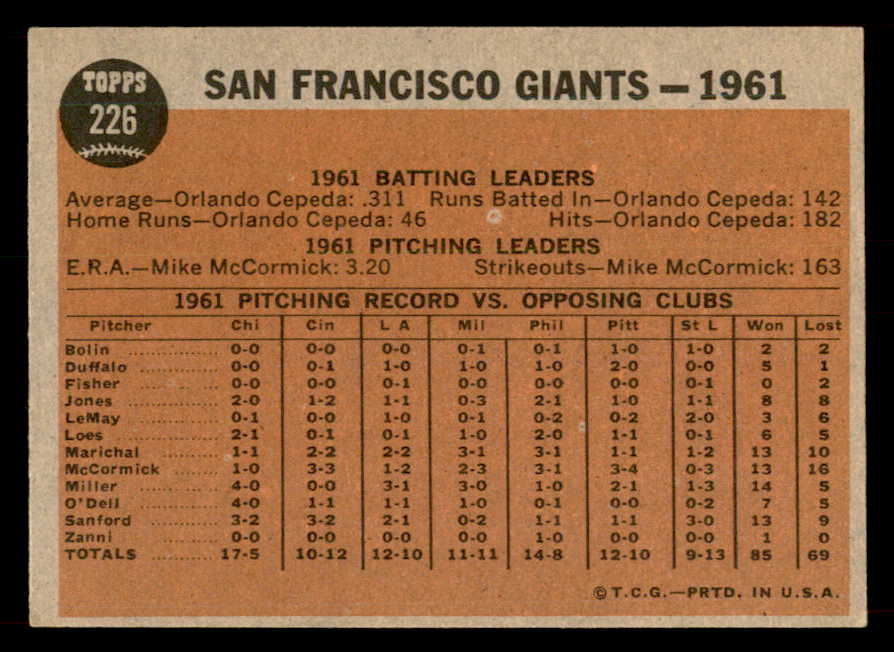 TOPPS
226
SAN FRANCISCO GIANTS — 1961
1961 BATTING LEADERS
Average—Orlando Cepeda: .311 Runs Batted In—Orlando Cepeda: 142
Home Runs—Orlando Cepeda: 46 Hits—Orlando Cepeda: 182
1961 PITCHING LEADERS
E.R.A.—Mike McCormick: 3.20 Strikeouts—Mike McCormick: 163
1961 PITCHING RECORD VS. OPPOSING CLUBS
Pitcher Chi Cin L A Mil Phil Pitt St L Won Lost
Bolin ................ 0-0 0-0 0-0 0-1 0-1 1-0 1-0 2 2
Duffalo ............. 0-0 0-1 1-0 1-0 1-0 2-0 0-0 5 1
Fisher .............. 0-0 0-0 0-1 0-0 0-0 0-0 0-1 0 2
Jones ................ 2-0 1-2 1-1 0-3 2-1 1-0 1-1 8 8
LeMay .............. 0-1 0-0 1-0 0-1 0-2 0-2 2-0 3 6
Loes ................. 2-1 0-1 0-1 1-0 2-0 1-1 0-1 6 5
Marichal .......... 1-1 2-2 2-2 3-1 3-1 1-1 1-2 13 10
McCormick ....... 1-0 3-3 1-2 2-3 3-1 3-4 0-3 13 16
Miller .............. 4-0 0-0 3-1 3-0 1-0 2-1 1-3 14 5
O'Dell .............. 4-0 1-1 1-1 1-0 0-1 0-0 0-2 7 5
Sanford ............ 3-2 3-2 2-1 0-2 1-1 1-1 3-0 13 9
Zanni ............... 0-0 0-0 0-0 0-0 1-0 0-0 0-0 1 0
TOTALS .......... 17-5 10-12 12-10 11-11 14-8 12-10 9-13 85 69
© T.C.G.—PRTD. IN U.S.A.